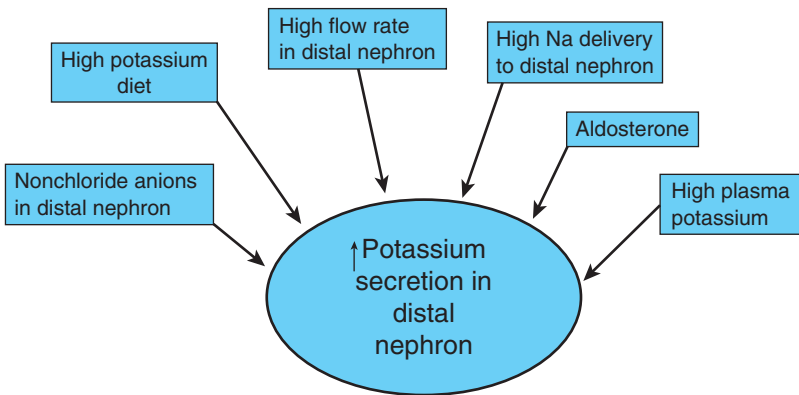 High potassium
diet
High flow rate
in distal nephron
High Na delivery
to distal nephron
Aldosterone
Nonchloride anions
in distal nephron
High plasma
potassium
↑Potassium
secretion in
distal
nephron